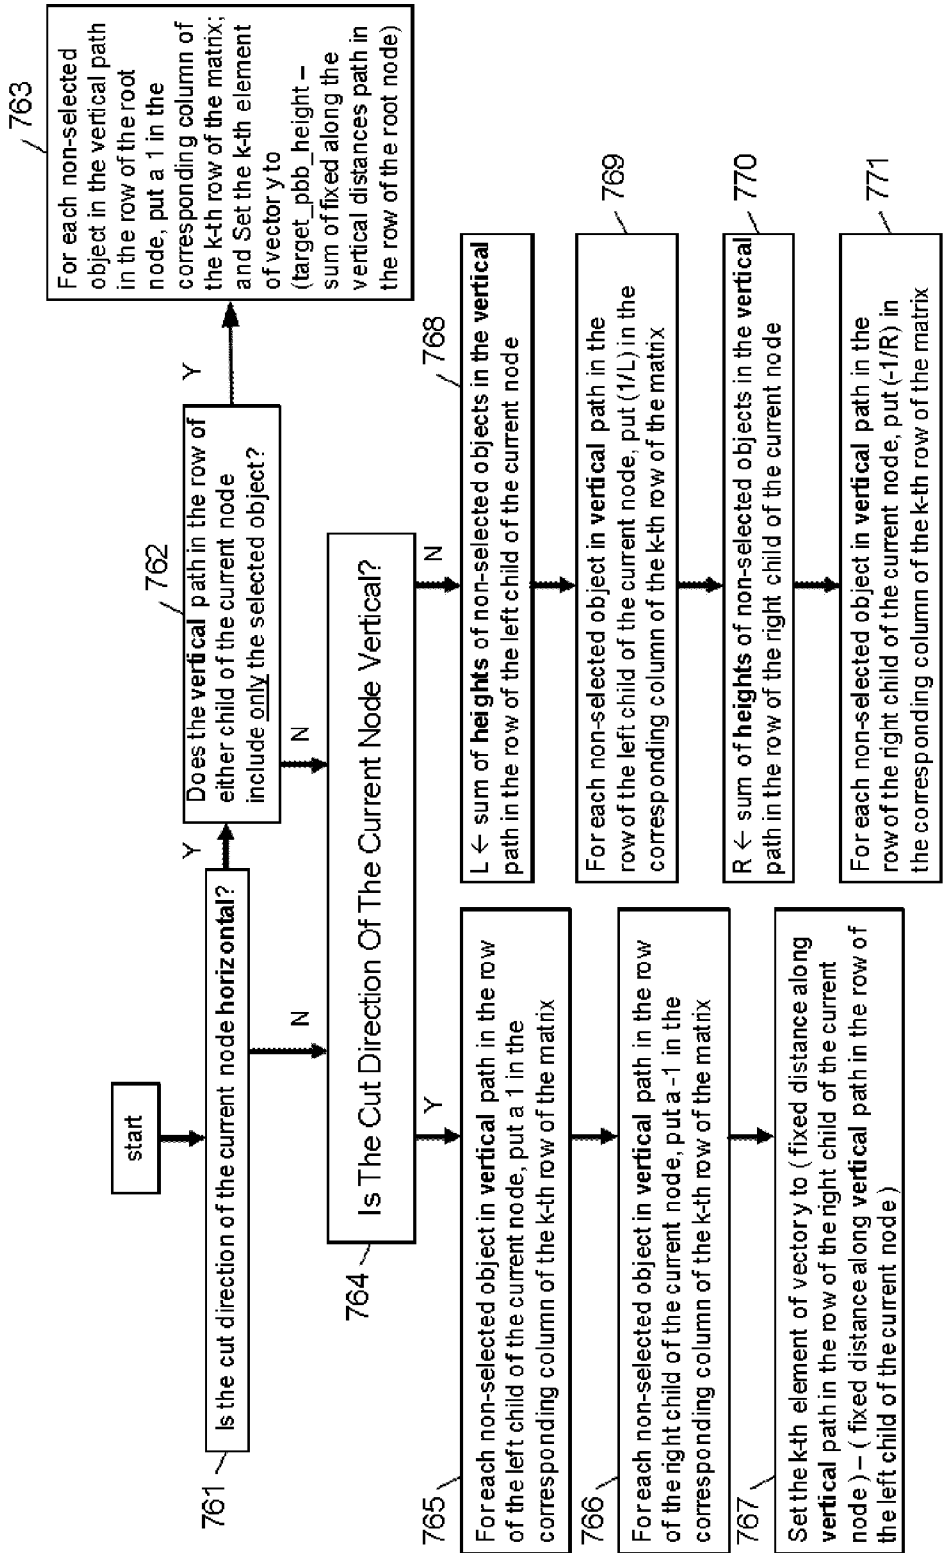 start
761
Is the cut direction of the current node horizontal?
Y
N
762
Does the vertical path in the row of
either child of the current node
include only the selected object?
Y
N
763
For each non-selected
object in the vertical path
in the row of the root
node, put a 1 in the
corresponding column of
the k-th row of the matrix;
and Set the k-th element
of vector y to
(target_pbb_height –
sum of fixed along the
vertical distances path in
the row of the root node)
764
Is The Cut Direction Of The Current Node Vertical?
Y
N
765
For each non-selected object in vertical path in the row
of the left child of the current node, put a 1 in the
corresponding column of the k-th row of the matrix
766
For each non-selected object in vertical path in the row
of the right child of the current node, put a -1 in the
corresponding column of the k-th row of the matrix
767
Set the k-th element of vector y to ( fixed distance along
vertical path in the row of the right child of the current
node ) – ( fixed distance along vertical path in the row of
the left child of the current node )
768
L ← sum of heights of non-selected objects in the vertical
path in the row of the left child of the current node
769
For each non-selected object in vertical path in the
row of the left child of the current node, put (1/L) in the
corresponding column of the k-th row of the matrix
770
R ← sum of heights of non-selected objects in the vertical
path in the row of the right child of the current node
771
For each non-selected object in vertical path in the
row of the right child of the current node, put (-1/R) in
the corresponding column of the k-th row of the matrix